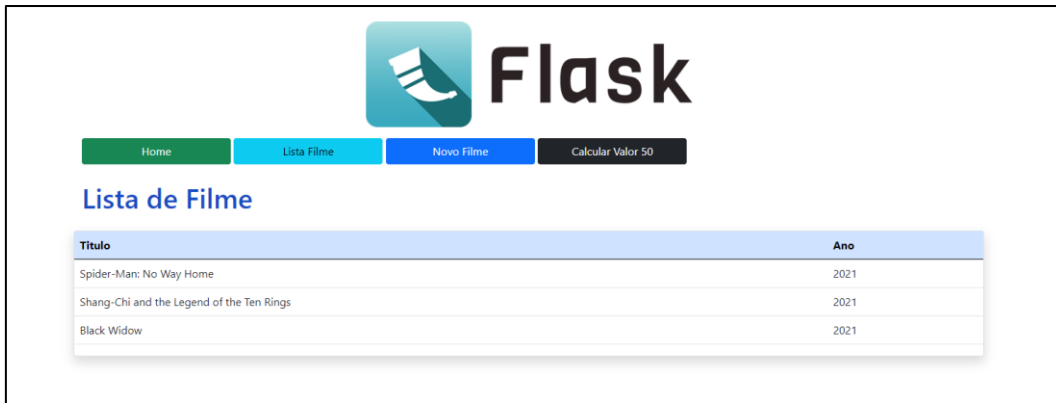 Flask
Home Lista Filme Novo Filme Calcular Valor 50
Lista de Filme
Titulo Ano
Spider-Man: No Way Home 2021
Shang-Chi and the Legend of the Ten Rings 2021
Black Widow 2021